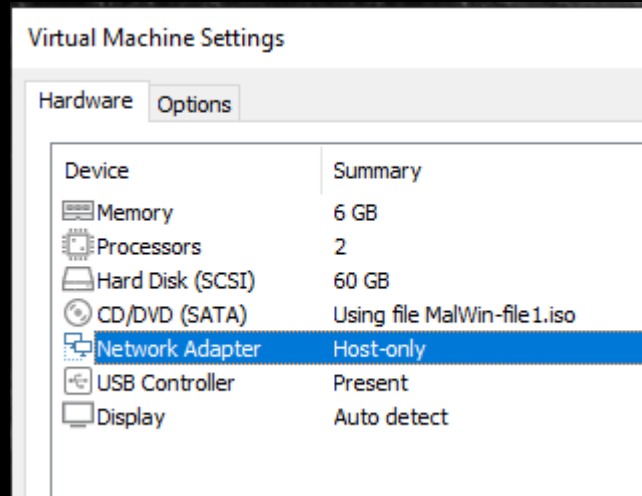 Virtual Machine Settings
Hardware Options
Device Summary
Memory 6 GB
Processors 2
Hard Disk (SCSI) 60 GB
CD/DVD (SATA) Using file MalWin-file1.iso
Network Adapter Host-only
USB Controller Present
Display Auto detect